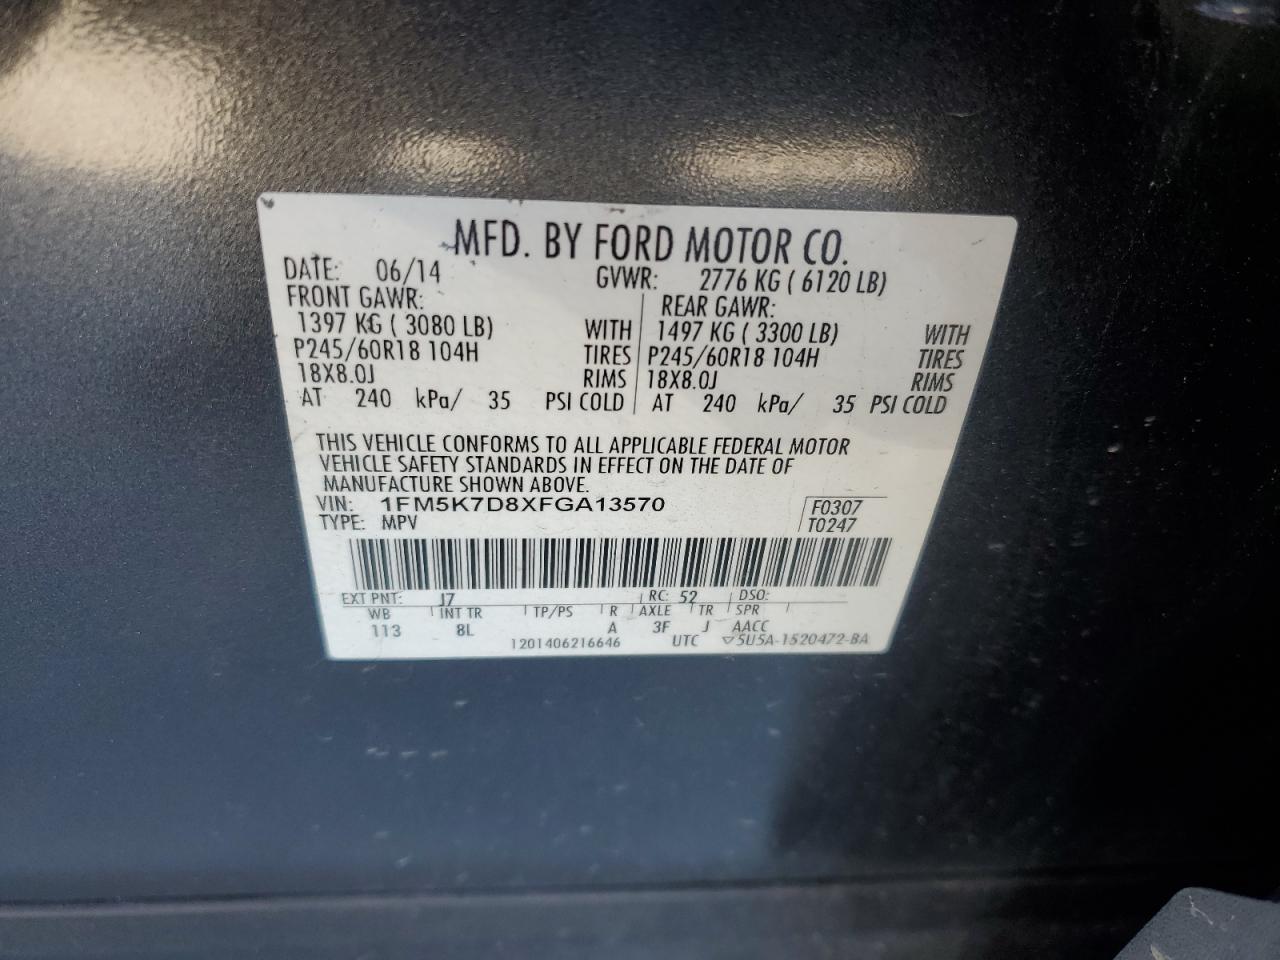 MFD. BY FORD MOTOR CO.
DATE: 06/14 GVWR: 2776 KG ( 6120 LB)
FRONT GAWR: REAR GAWR:
1397 KG ( 3080 LB) WITH 1497 KG ( 3300 LB) WITH
P245/60R18 104H TIRES P245/60R18 104H TIRES
18X8.0J RIMS 18X8.0J RIMS
AT 240 kPa/ 35 PSI COLD AT 240 kPa/ 35 PSI COLD
THIS VEHICLE CONFORMS TO ALL APPLICABLE FEDERAL MOTOR
VEHICLE SAFETY STANDARDS IN EFFECT ON THE DATE OF
MANUFACTURE SHOWN ABOVE.
VIN: 1FM5K7D8XFGA13570 F0307
TYPE: MPV T0247
EXT PNT: J7 RC: 52 DSO:
WB INT TR TP/PS R AXLE TR SPR
113 8L A 3F J AACC
1201406216646 UTC ▽5U5A-1520472-BA